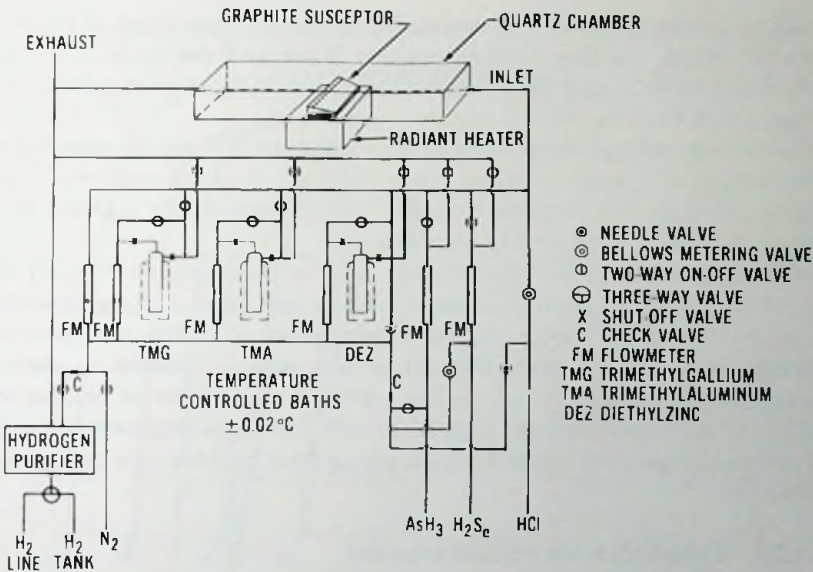 GRAPHITE SUSCEPTOR
QUARTZ CHAMBER
EXHAUST
INLET
RADIANT HEATER
NEEDLE VALVE
BELLOWS METERING VALVE
TWO-WAY ON-OFF VALVE
THREE-WAY VALVE
X SHUT OFF VALVE
C CHECK VALVE
FM FLOWMETER
TMG TRIMETHYLGALLIUM
TMA TRIMETHYLALUMINUM
DEZ DIETHYLZINC
FM FM FM FM FM FM
TMG TMA DEZ
TEMPERATURE
CONTROLLED BATHS
±0.02°C
C
C
HYDROGEN
PURIFIER
H2
LINE
H2
TANK
N2
AsH3 H2Se HCl